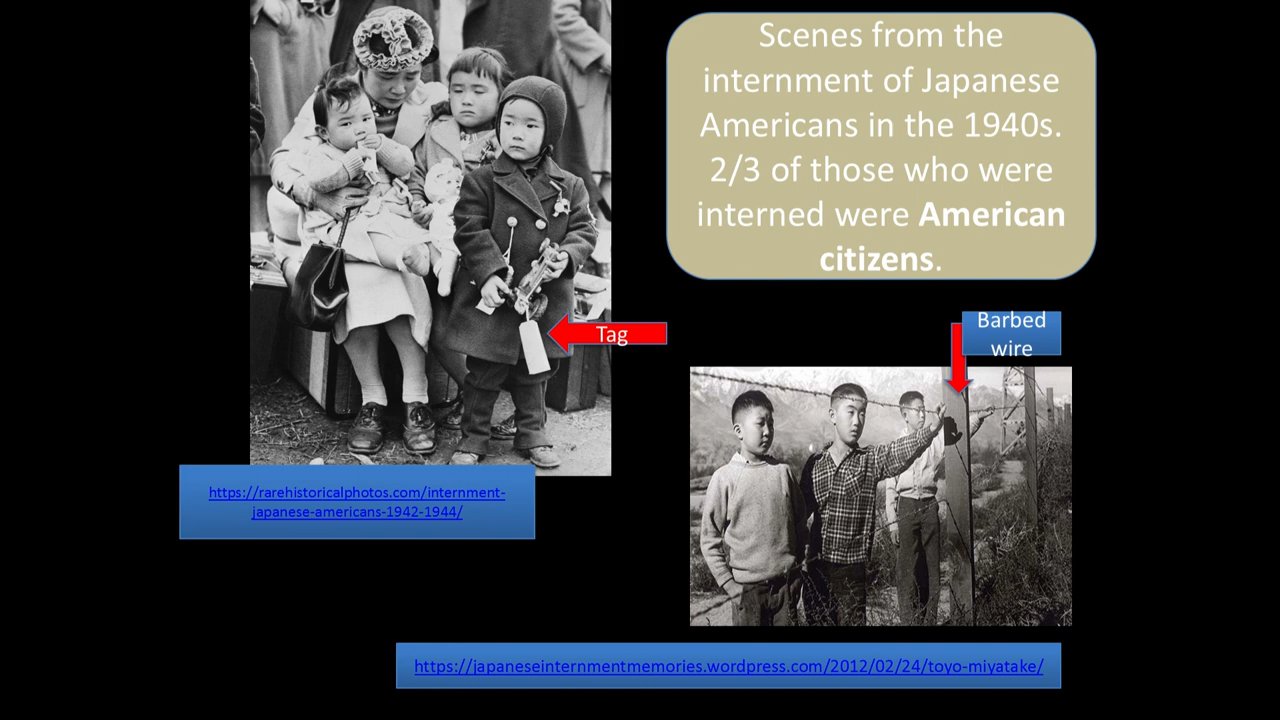 Scenes from the
internment of Japanese
Americans in the 1940s.
2/3 of those who were
interned were American
citizens.
Tag
Barbed
wire
https://rarehistoricalphotos.com/internment-
japanese-americans-1942-1944/
https://japaneseinternmentmemories.wordpress.com/2012/02/24/toyo-miyatake/